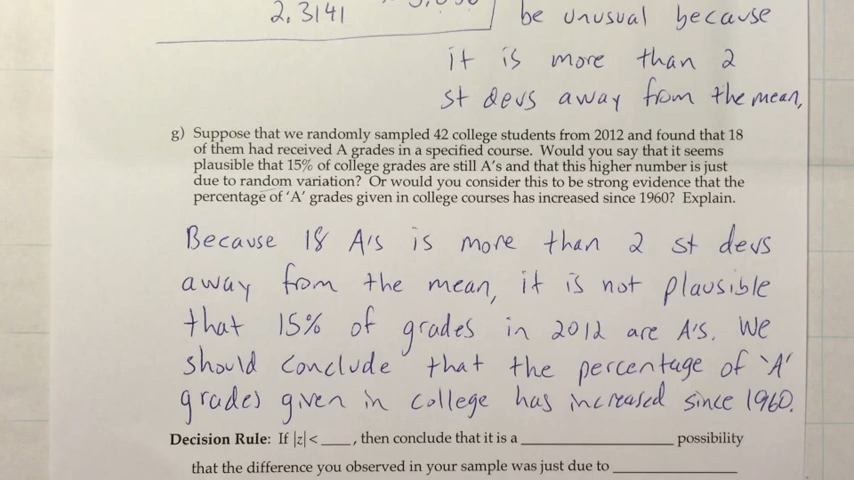 2.3141
be unusual because
it is more than 2
st devs away from the mean,
g) Suppose that we randomly sampled 42 college students from 2012 and found that 18
of them had received A grades in a specified course. Would you say that it seems
plausible that 15% of college grades are still A's and that this higher number is just
due to random variation? Or would you consider this to be strong evidence that the
percentage of 'A' grades given in college courses has increased since 1960? Explain.
Because 18 A's is more than 2 st devs
away from the mean, it is not plausible
that 15% of grades in 2012 are A's. We
should conclude that the percentage of 'A'
grades given in college has increased since 1960.
Decision Rule: If |z| < ____, then conclude that it is a ____________________ possibility
that the difference you observed in your sample was just due to ________________